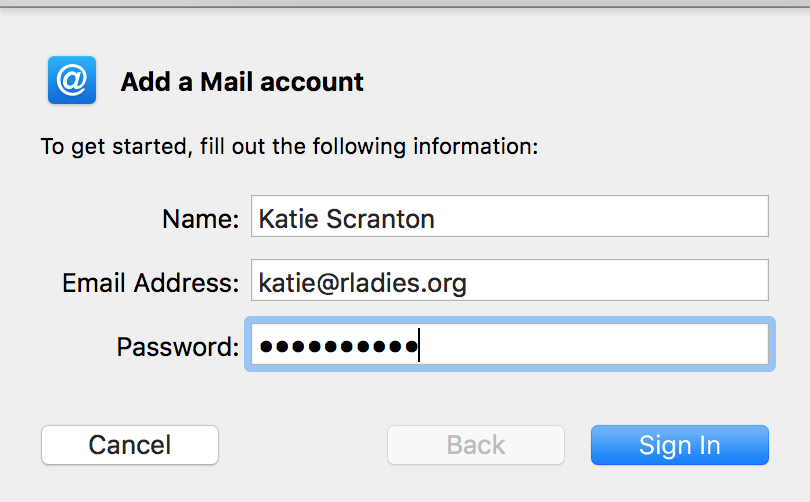 @
Add a Mail account
To get started, fill out the following information:
Name: Katie Scranton
Email Address: katie@rladies.org
Password: ••••••••••
Cancel Back Sign In